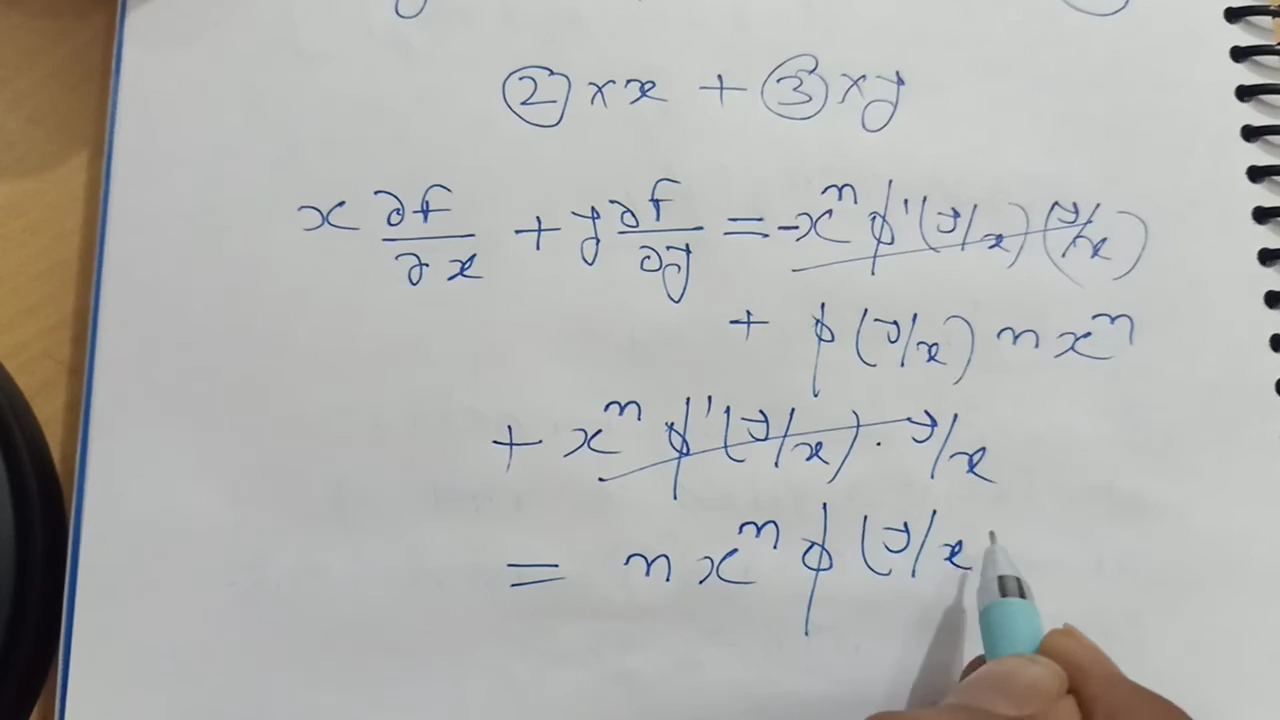 ② × x + ③ × y
x ∂f/∂x + y ∂f/∂y = -xⁿ ϕ'(y/x)(y/x)
+ ϕ(y/x) n xⁿ
+ xⁿ ϕ'(y/x) · y/x
= n xⁿ ϕ(y/x